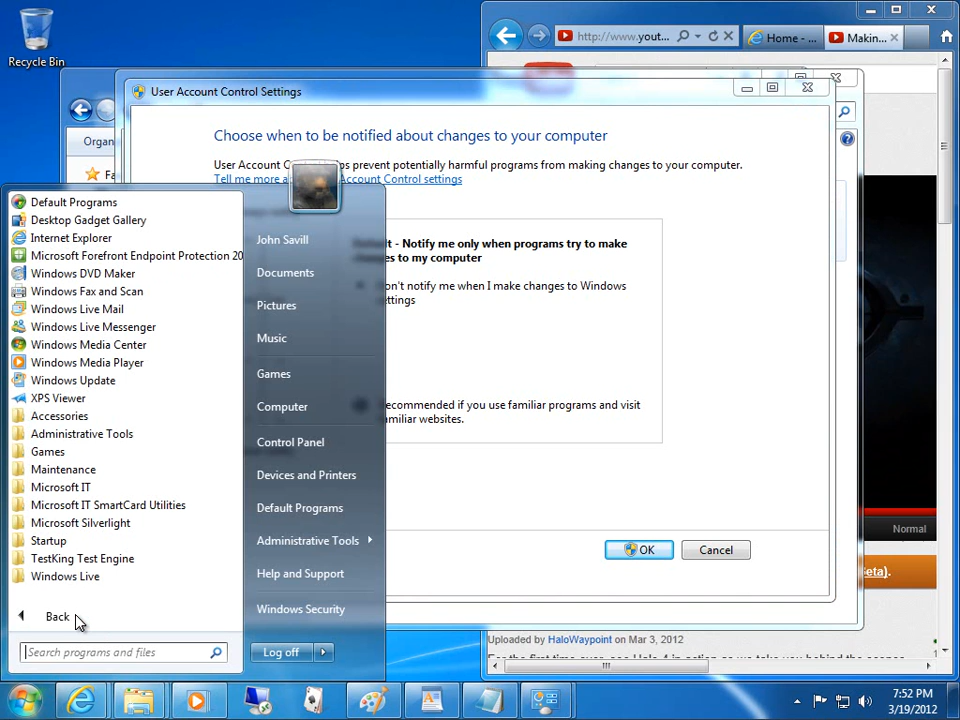 Recycle Bin
http://www.yout...
Home - ...
Makin...
User Account Control Settings
Organ
Fa
Choose when to be notified about changes to your computer
User Account C
ps prevent potentially harmful programs from making changes to your computer.
Tell me more a
Account Control settings
Default Programs
Desktop Gadget Gallery
Internet Explorer
Microsoft Forefront Endpoint Protection 20
Windows DVD Maker
Windows Fax and Scan
Windows Live Mail
Windows Live Messenger
Windows Media Center
Windows Media Player
Windows Update
XPS Viewer
Accessories
Administrative Tools
Games
Maintenance
Microsoft IT
Microsoft IT SmartCard Utilities
Microsoft Silverlight
Startup
TestKing Test Engine
Windows Live
Back
Search programs and files
John Savill
Documents
Pictures
Music
Games
Computer
Control Panel
Devices and Printers
Default Programs
Administrative Tools
Help and Support
Windows Security
Log off
t - Notify me only when programs try to make
es to my computer
on't notify me when I make changes to Windows
ettings
ecommended if you use familiar programs and visit
amiliar websites.
OK
Cancel
Normal
eta).
Uploaded by HaloWaypoint on Mar 3, 2012
7:52 PM
3/19/2012